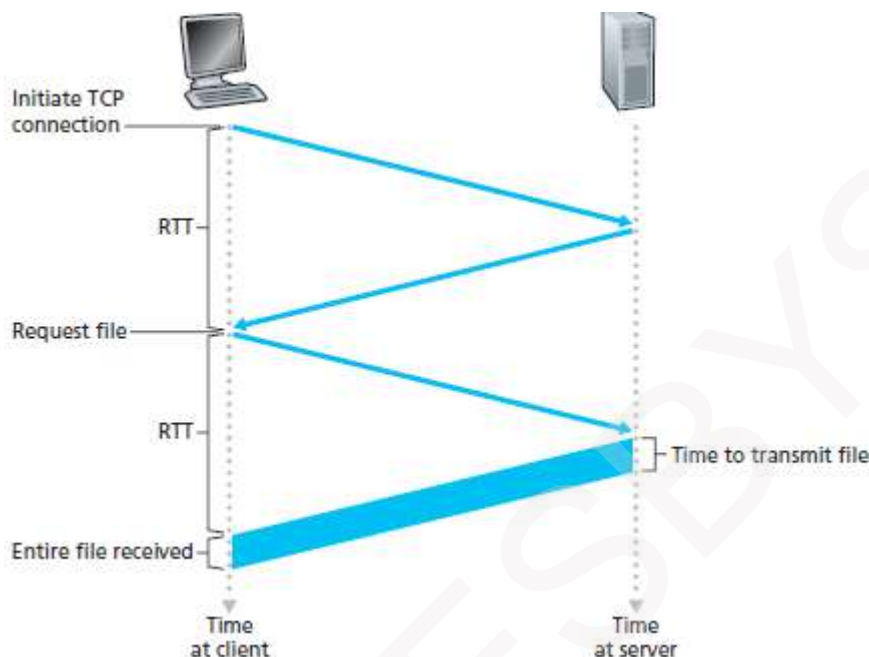 Initiate TCP
connection
RTT
Request file
RTT
Time to transmit file
Entire file received
Time
at client
Time
at server